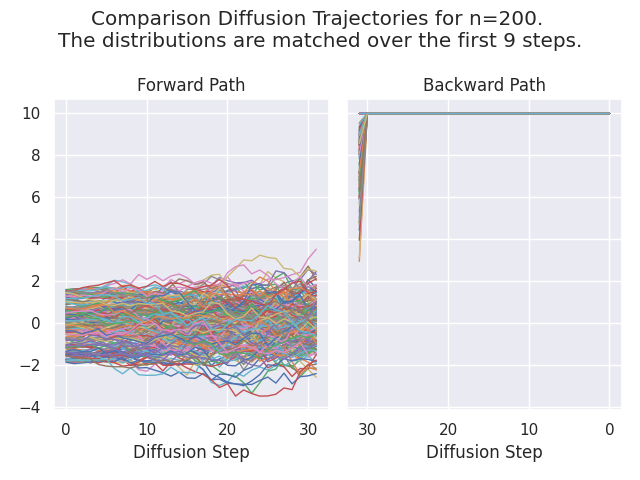 Comparison Diffusion Trajectories for n=200.
The distributions are matched over the first 9 steps.
Forward Path
Backward Path
10
8
6
4
2
0
−2
−4
0
10
20
30
30
20
10
0
Diffusion Step
Diffusion Step